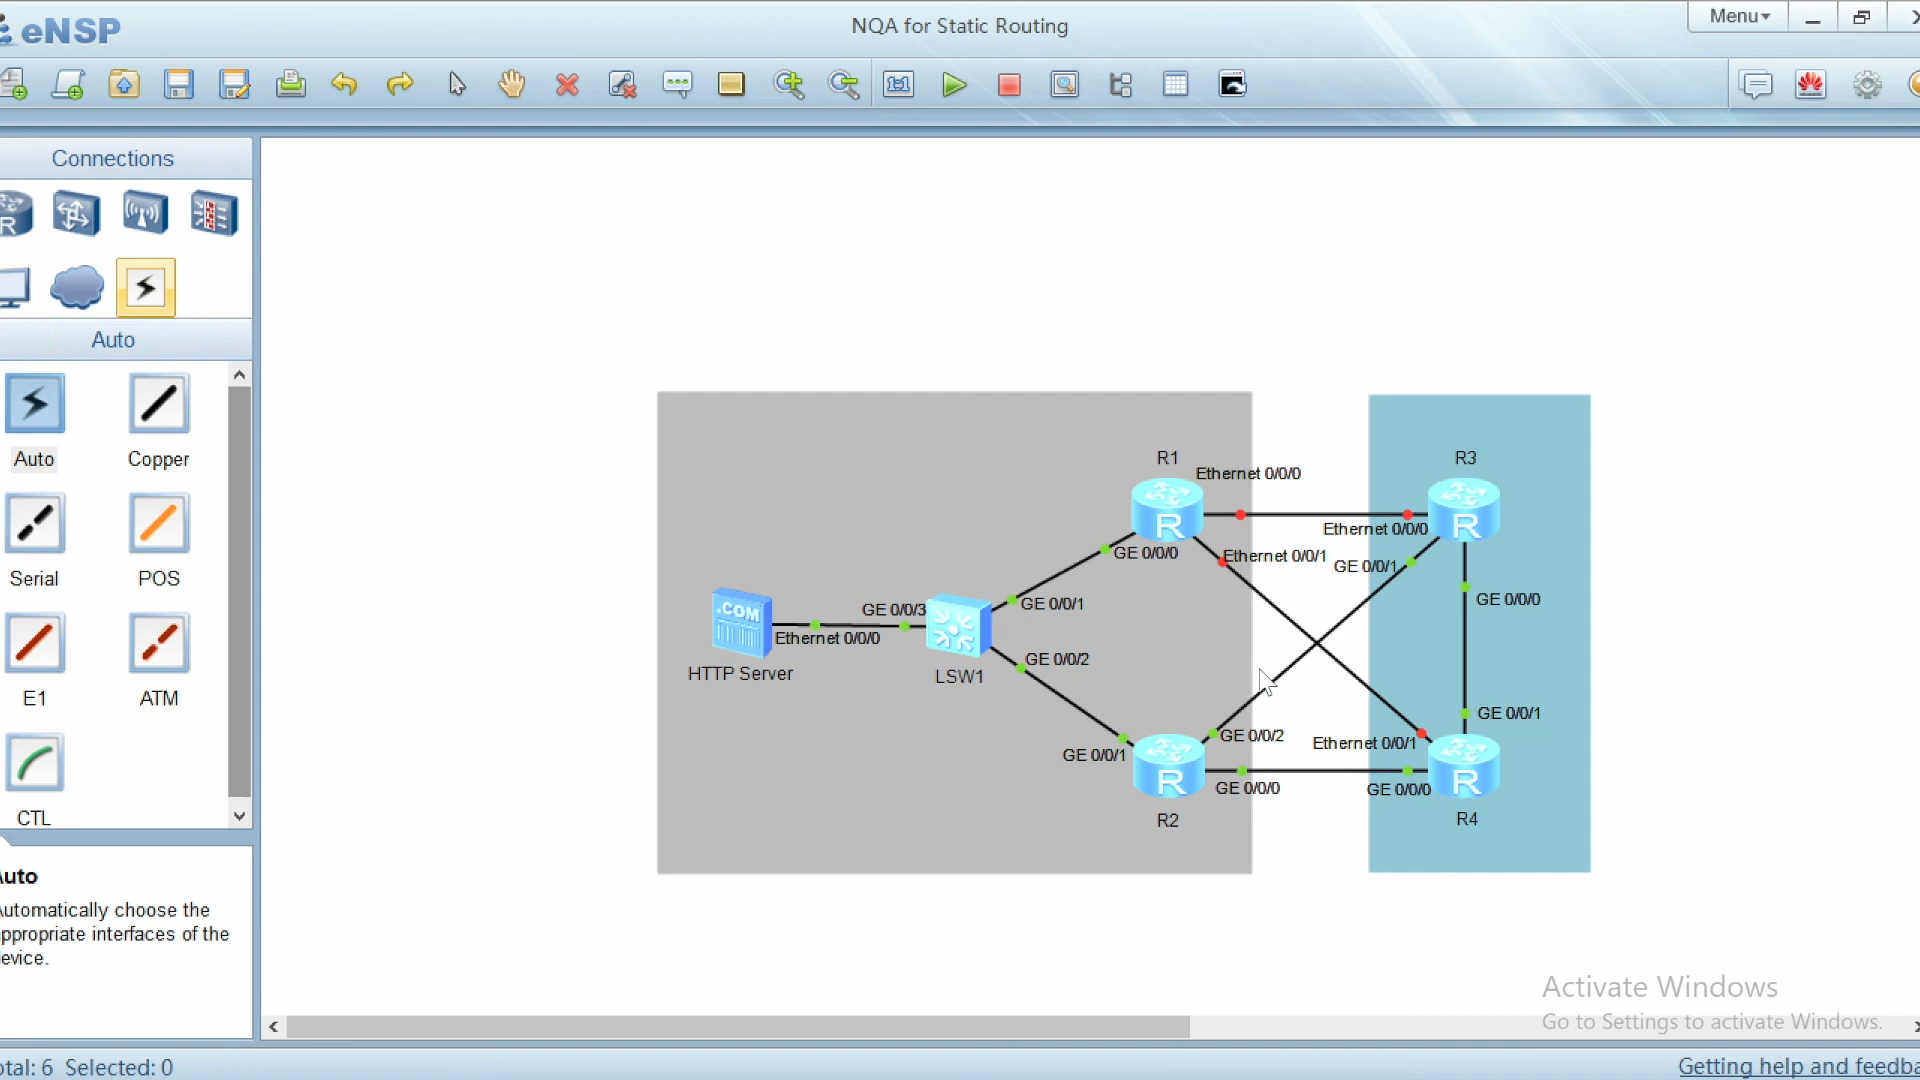 eNSP
NQA for Static Routing
Menu
1:1
Connections
Auto
Auto
Copper
Serial
POS
E1
ATM
CTL
uto
utomatically choose the
ppropriate interfaces of the
evice.
R1
Ethernet 0/0/0
R3
R
R
Ethernet 0/0/0
GE 0/0/0
Ethernet 0/0/1
GE 0/0/1
GE 0/0/0
.COM
GE 0/0/3
GE 0/0/1
Ethernet 0/0/0
HTTP Server
LSW1
GE 0/0/2
GE 0/0/1
GE 0/0/1
GE 0/0/2
Ethernet 0/0/1
R
R
GE 0/0/0
GE 0/0/0
R2
R4
Activate Windows
Go to Settings to activate Windows.
otal: 6 Selected: 0
Getting help and feedba